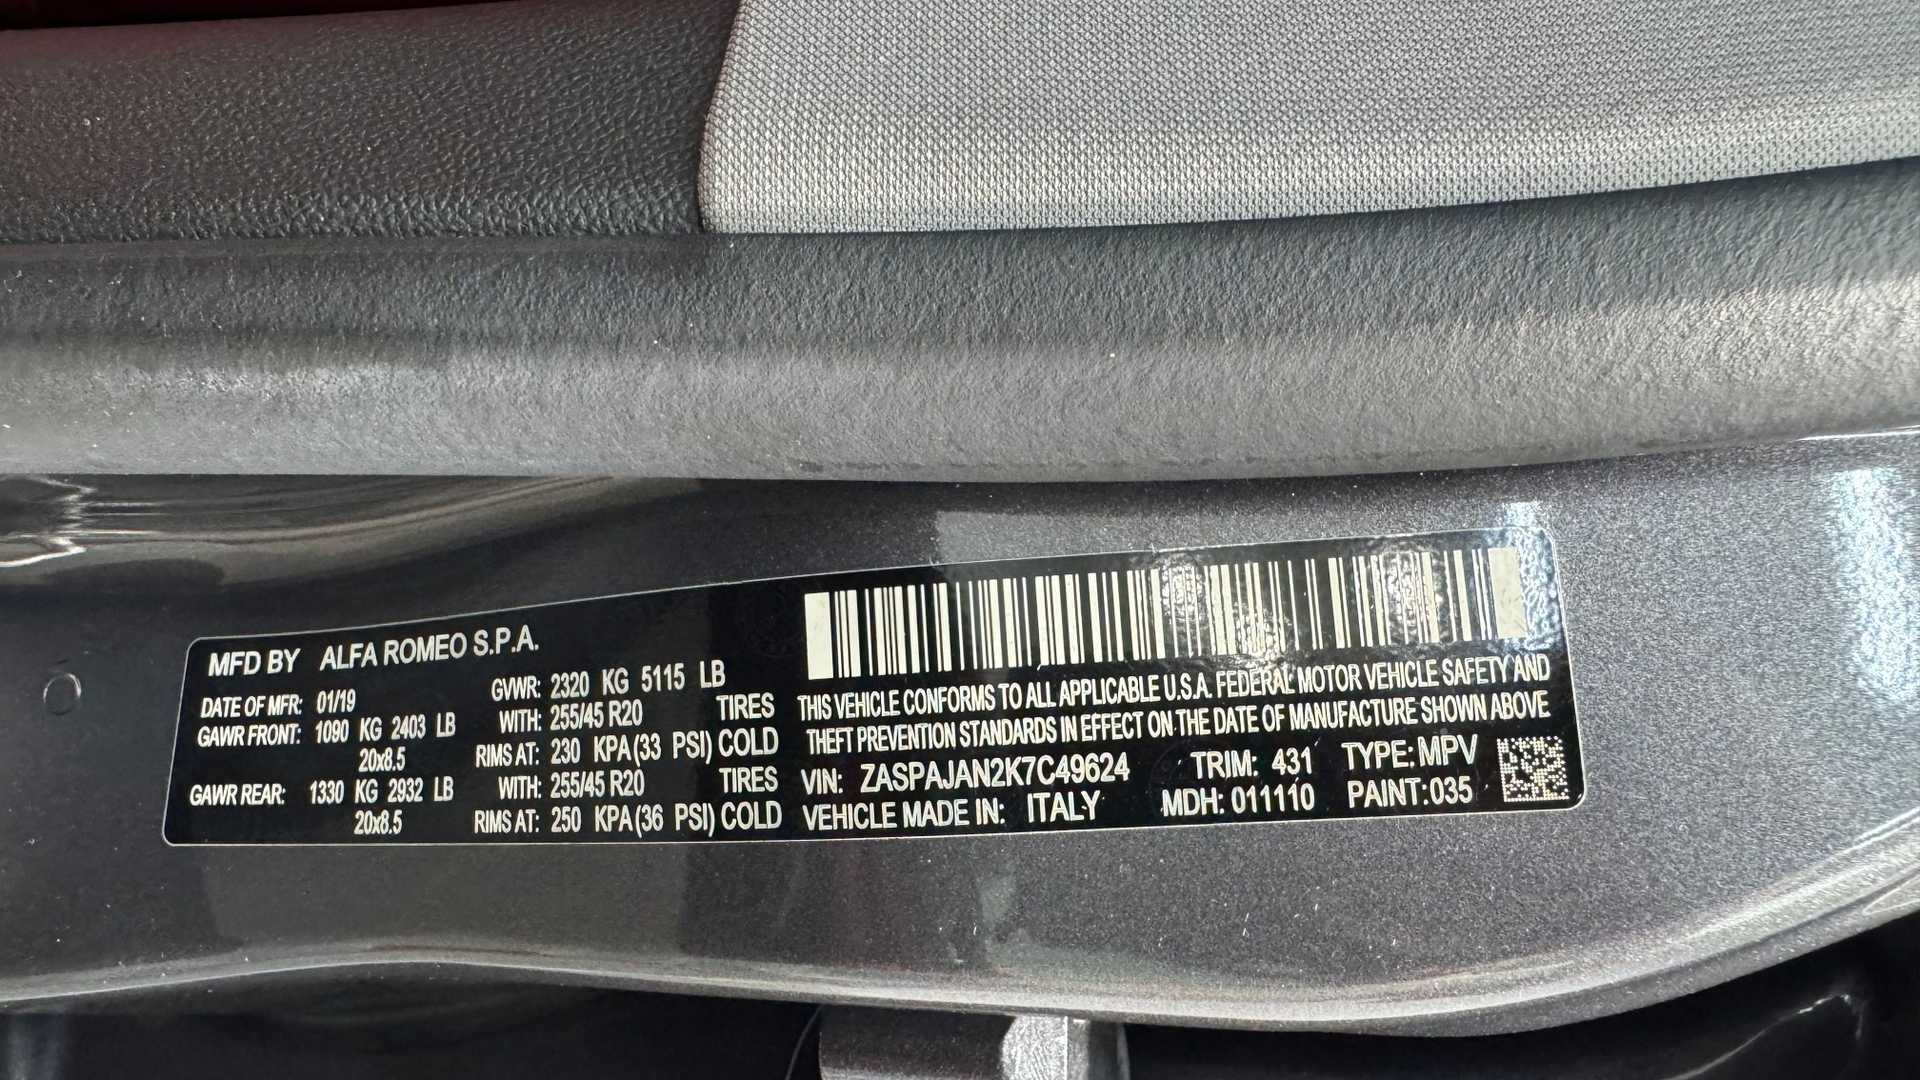 MFD BY ALFA ROMEO S.P.A.
DATE OF MFR: 01/19 GVWR: 2320 KG 5115 LB
GAWR FRONT: 1090 KG 2403 LB WITH: 255/45 R20 TIRES
20x8.5 RIMS AT: 230 KPA(33 PSI) COLD
GAWR REAR: 1330 KG 2932 LB WITH: 255/45 R20 TIRES
20x8.5 RIMS AT: 250 KPA(36 PSI) COLD
THIS VEHICLE CONFORMS TO ALL APPLICABLE U.S.A. FEDERAL MOTOR VEHICLE SAFETY AND
THEFT PREVENTION STANDARDS IN EFFECT ON THE DATE OF MANUFACTURE SHOWN ABOVE
VIN: ZASPAJAN2K7C49624 TRIM: 431 TYPE: MPV
VEHICLE MADE IN: ITALY MDH: 011110 PAINT:035